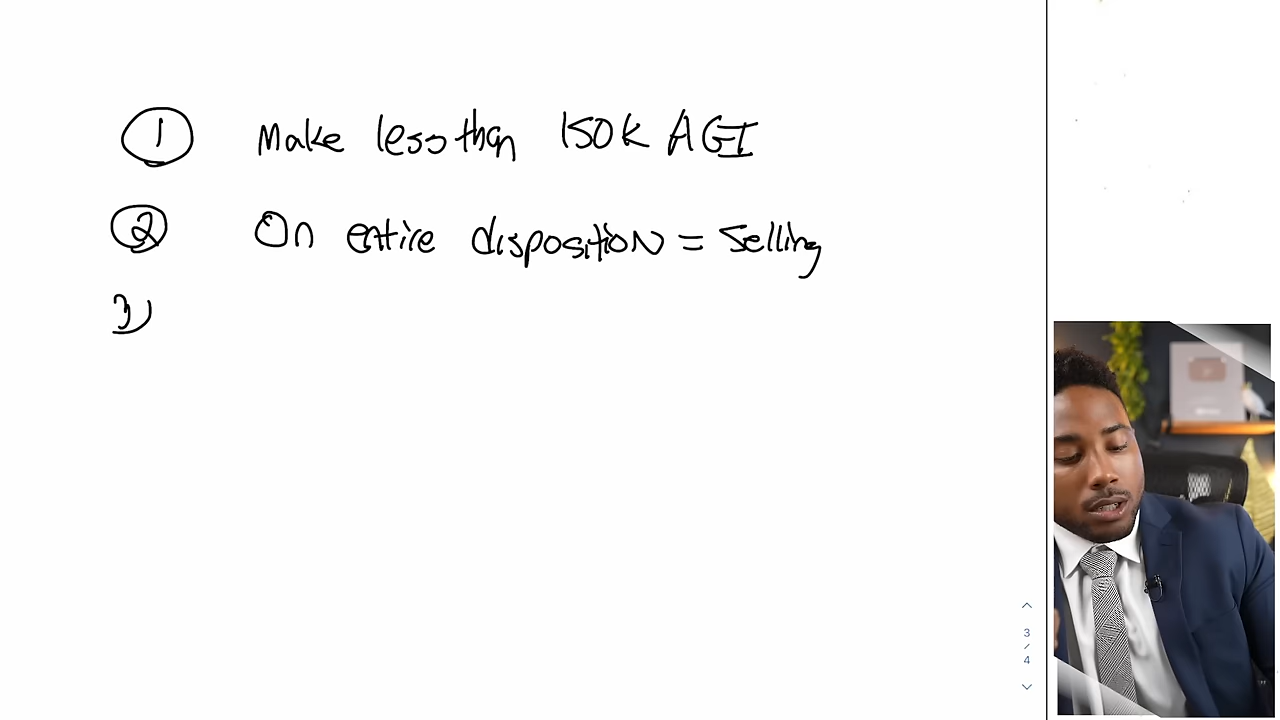 1 Make less than 150K AGI
2 On entire disposition = Selling
3
3
/
4